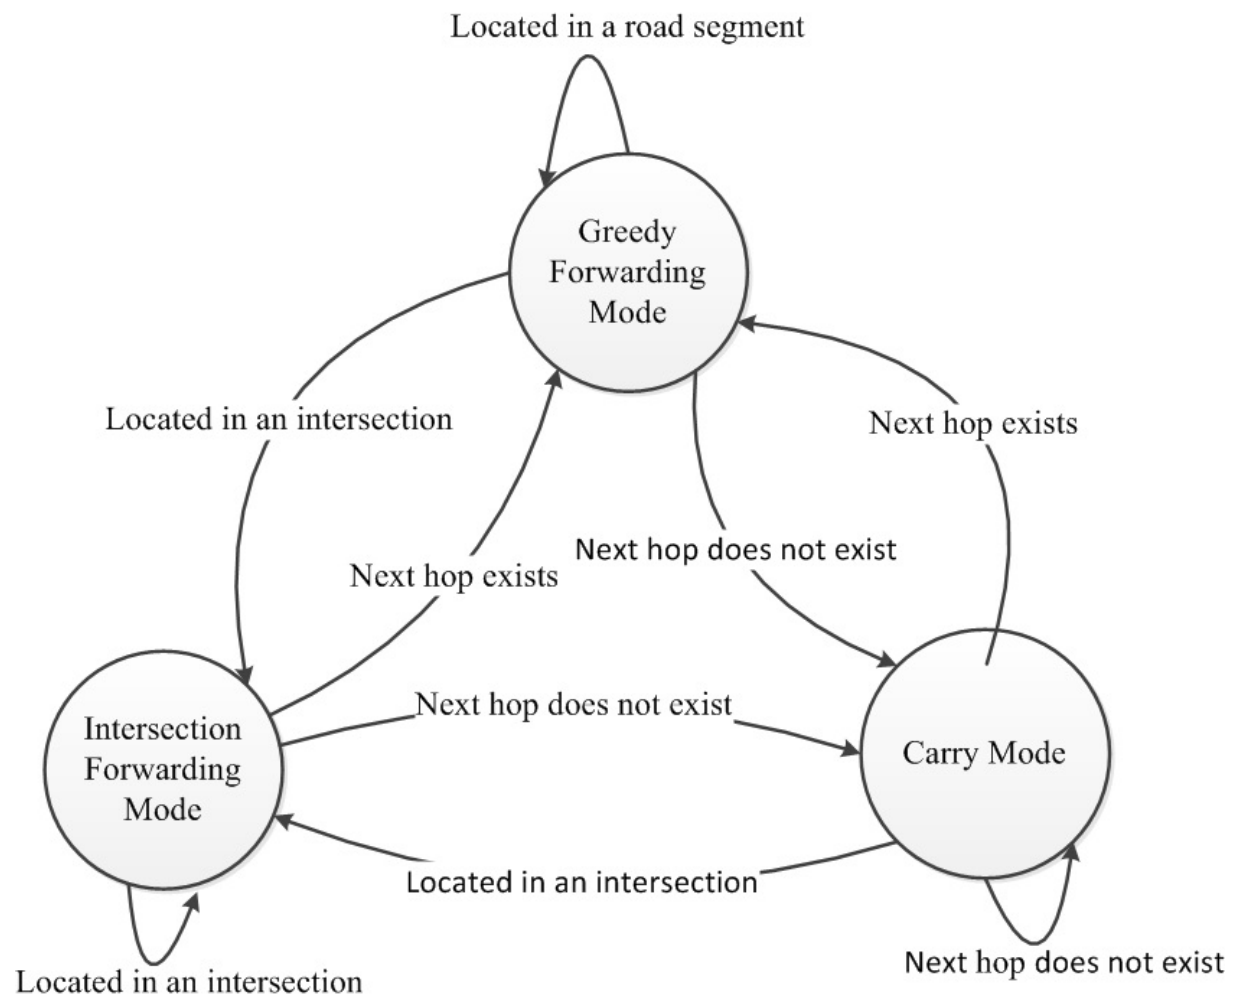 Located in a road segment
Greedy
Forwarding
Mode
Located in an intersection
Next hop exists
Next hop does not exist
Next hop exists
Next hop does not exist
Intersection
Forwarding
Mode
Carry Mode
Located in an intersection
Next hop does not exist
Located in an intersection